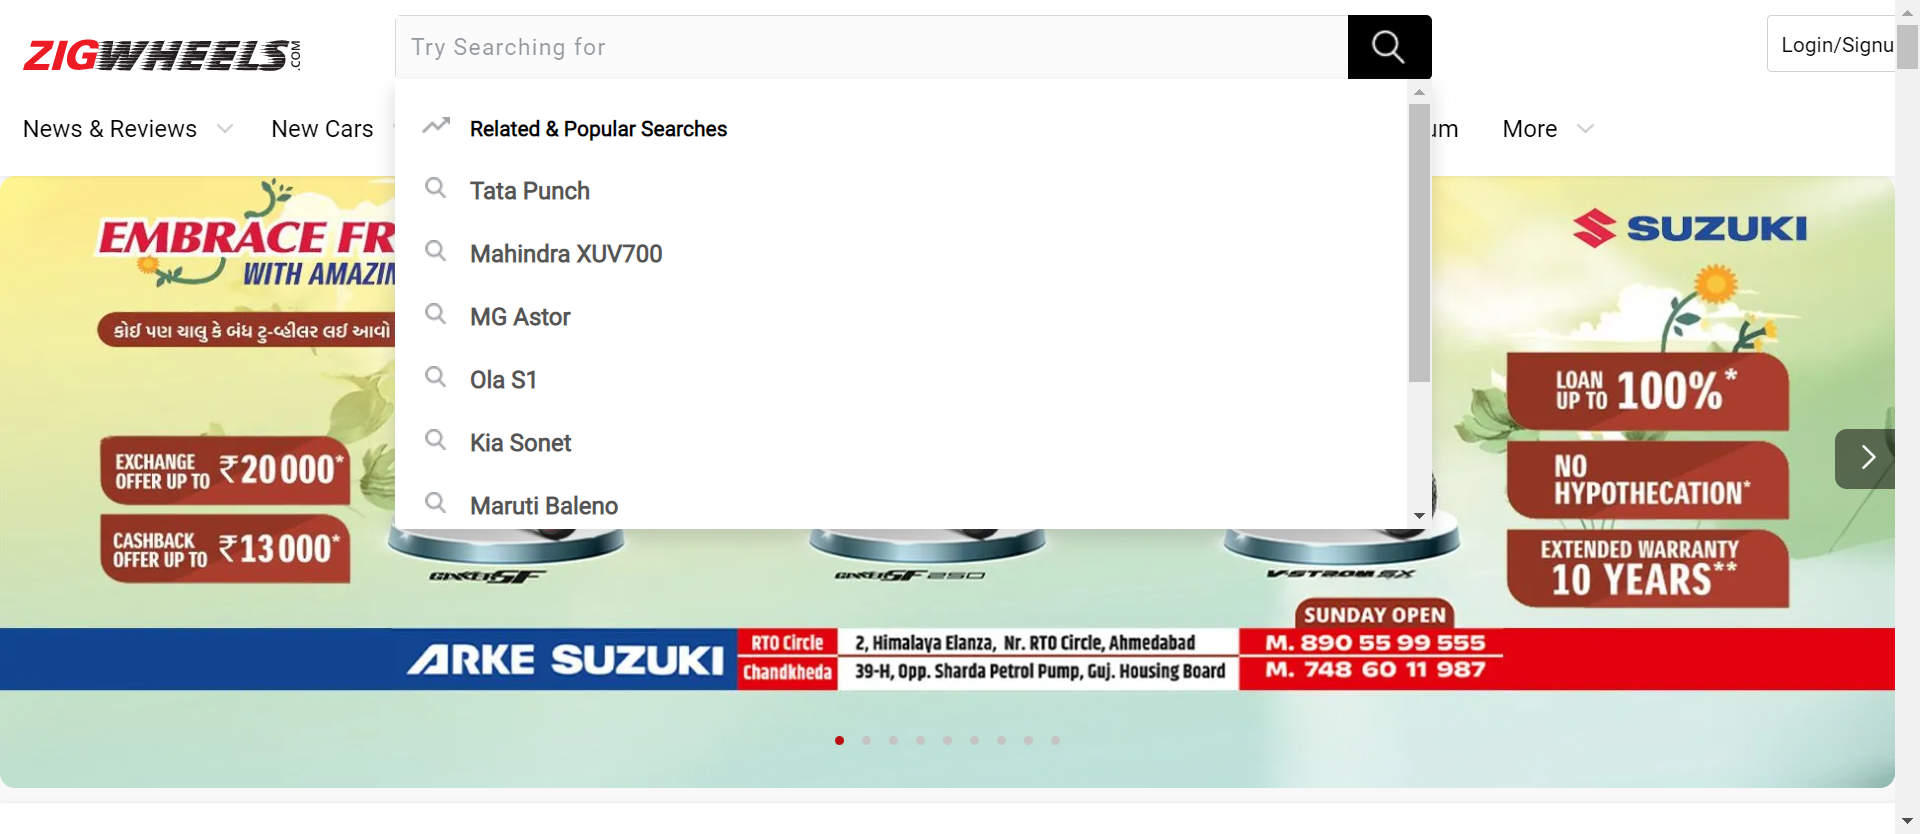 ZIGWHEELS.COM
Try Searching for
Login/Signu
News & Reviews
New Cars
um
More
Related & Popular Searches
Tata Punch
Mahindra XUV700
MG Astor
Ola S1
Kia Sonet
Maruti Baleno
EMBRACE FR
WITH AMAZIN
કોઈ પણ ચાલુ કે બંધ ટુ-વ્હીલર લઈ આવો
EXCHANGE
OFFER UP TO ₹20 000*
CASHBACK
OFFER UP TO ₹13 000*
SUZUKI
LOAN
UP TO 100%*
NO
HYPOTHECATION*
EXTENDED WARRANTY
10 YEARS**
GIXXER SF
GIXXER SF 250
V-STROM SX
SUNDAY OPEN
ARKE SUZUKI
RTO Circle 2, Himalaya Elanza, Nr. RTO Circle, Ahmedabad M. 890 55 99 555
Chandkheda 39-H, Opp. Sharda Petrol Pump, Guj. Housing Board M. 748 60 11 987